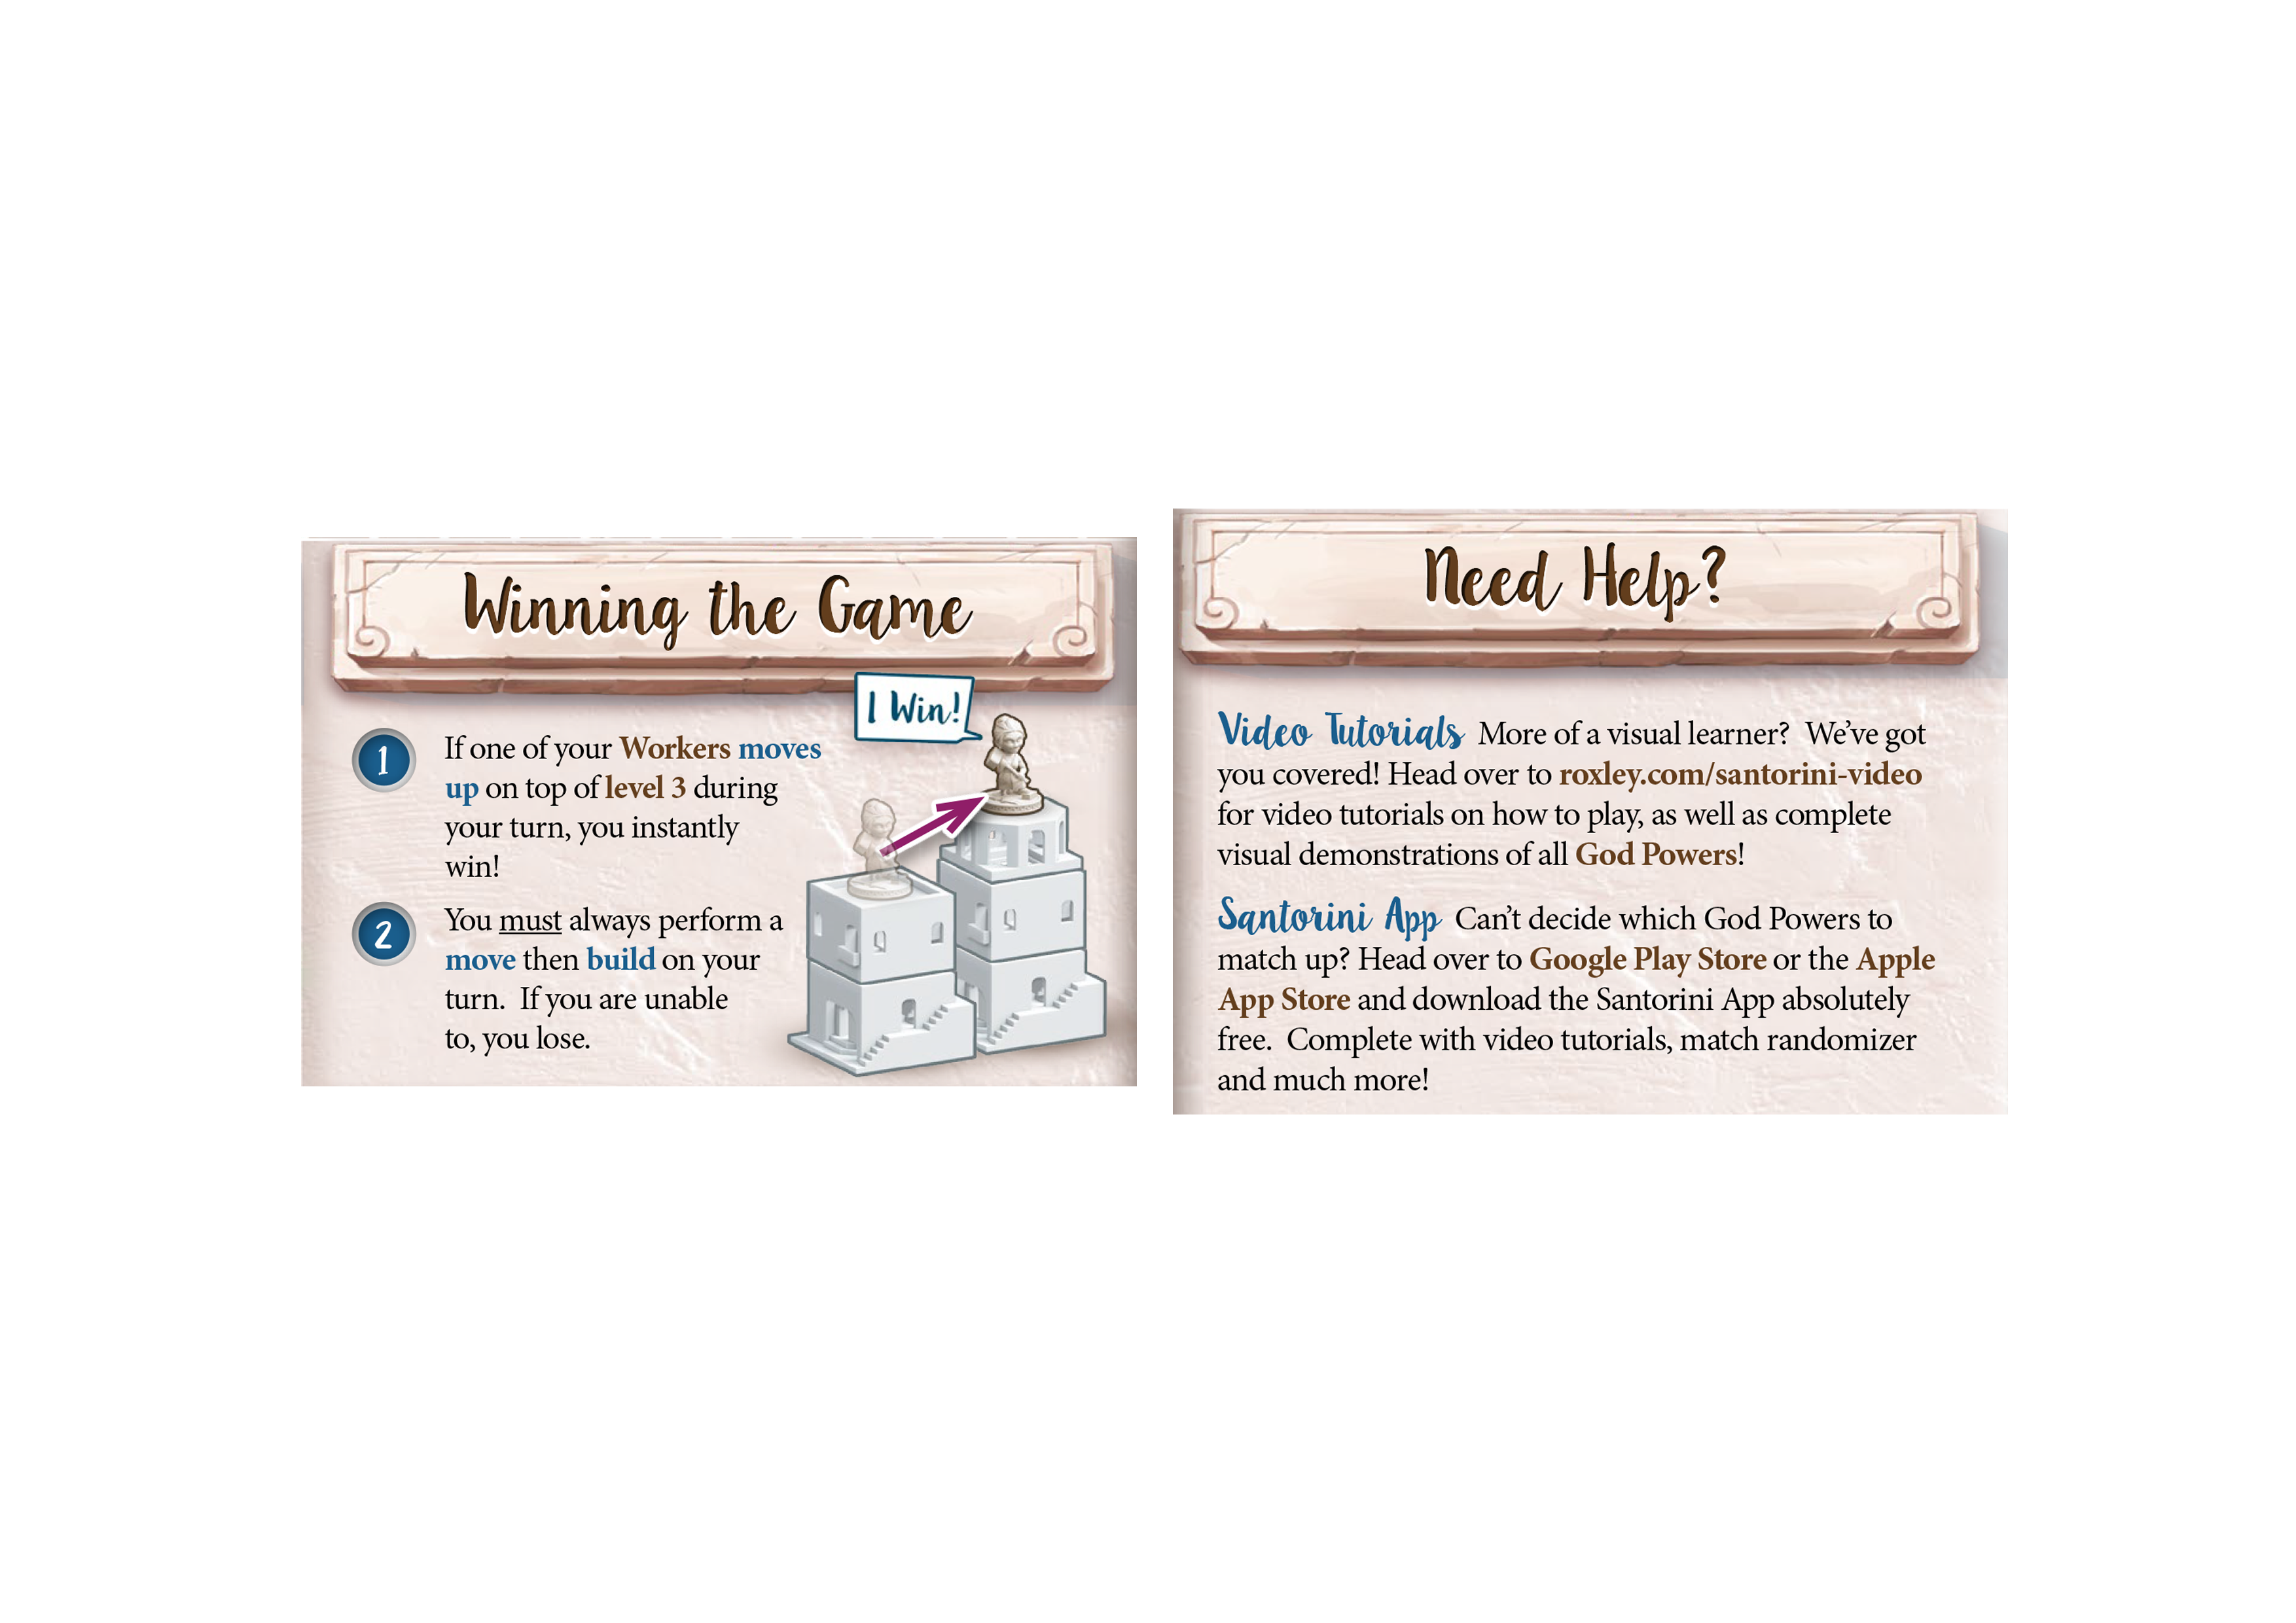 Winning the Game
I Win!
1
If one of your Workers moves
up on top of level 3 during
your turn, you instantly
win!
2
You must always perform a
move then build on your
turn.  If you are unable
to, you lose.
Need Help?
Video Tutorials More of a visual learner?  We’ve got
you covered! Head over to roxley.com/santorini-video
for video tutorials on how to play, as well as complete
visual demonstrations of all God Powers!
Santorini App Can’t decide which God Powers to
match up? Head over to Google Play Store or the Apple
App Store and download the Santorini App absolutely
free.  Complete with video tutorials, match randomizer
and much more!